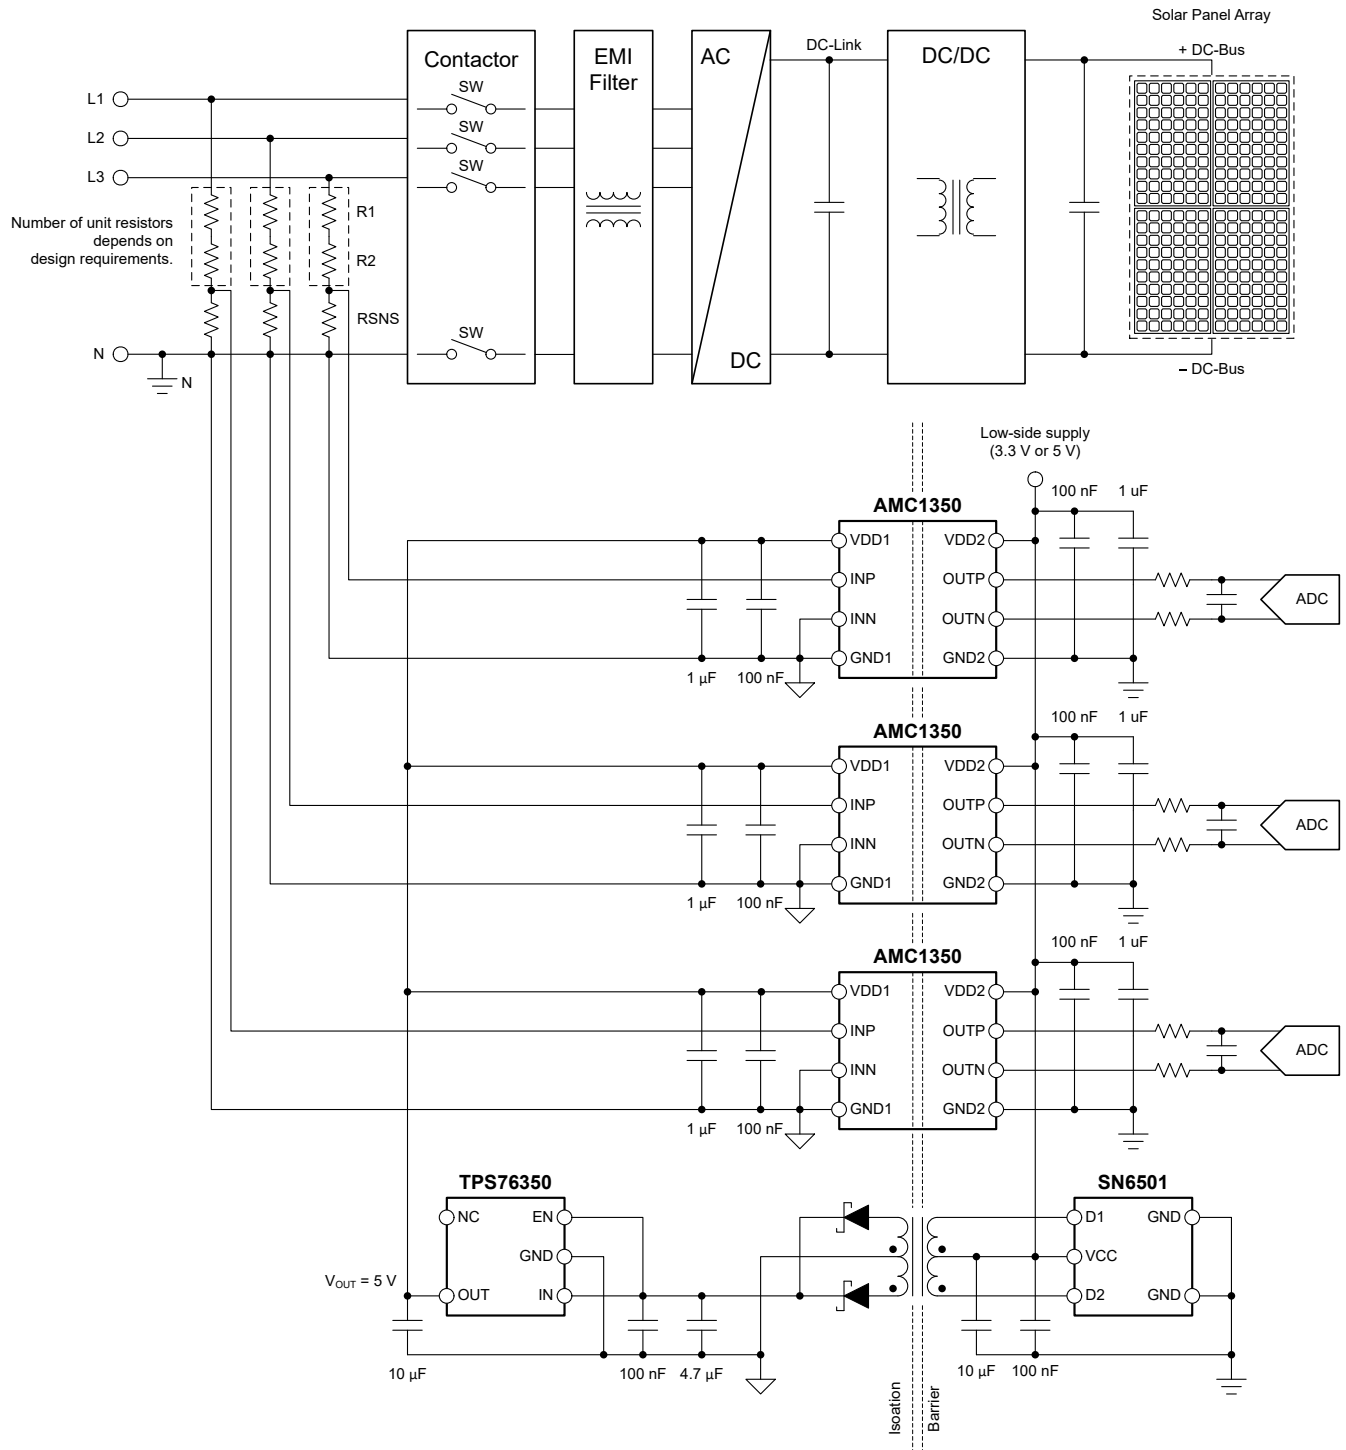 Solar Panel Array
Contactor
EMI
Filter
AC
DC-Link
DC/DC
+ DC-Bus
SW
L1
SW
L2
SW
L3
Number of unit resistors
depends on
design requirements.
R1
R2
RSNS
SW
N
N
DC
– DC-Bus
Low-side supply
(3.3 V or 5 V)
100 nF
1 uF
AMC1350
VDD1
VDD2
INP
OUTP
ADC
INN
OUTN
GND1
GND2
1 µF
100 nF
100 nF
1 uF
AMC1350
VDD1
VDD2
INP
OUTP
ADC
INN
OUTN
GND1
GND2
1 µF
100 nF
100 nF
1 uF
AMC1350
VDD1
VDD2
INP
OUTP
ADC
INN
OUTN
GND1
GND2
1 µF
100 nF
TPS76350
SN6501
NC
EN
D1
GND
GND
VCC
VOUT = 5 V
OUT
IN
D2
GND
10 µF
100 nF
4.7 µF
10 µF
100 nF
Isoation
Barrier